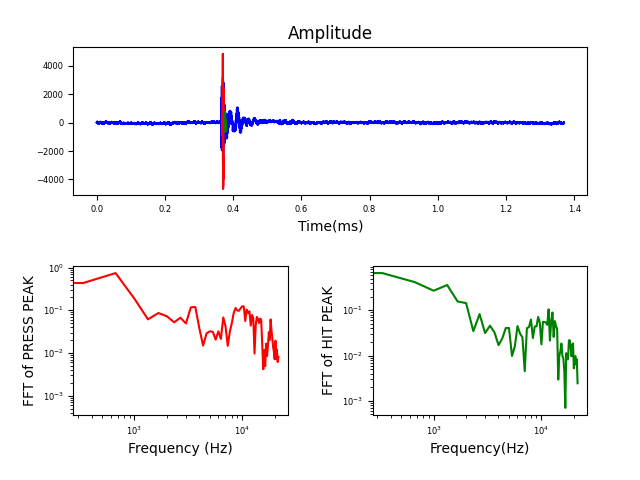 Amplitude
4000
2000
0
−2000
−4000
0.0 0.2 0.4 0.6 0.8 1.0 1.2 1.4
Time(ms)
FFT of PRESS PEAK
10⁰
10⁻¹
10⁻²
10⁻³
10³ 10⁴
Frequency (Hz)
FFT of HIT PEAK
10⁻¹
10⁻²
10⁻³
10³ 10⁴
Frequency(Hz)